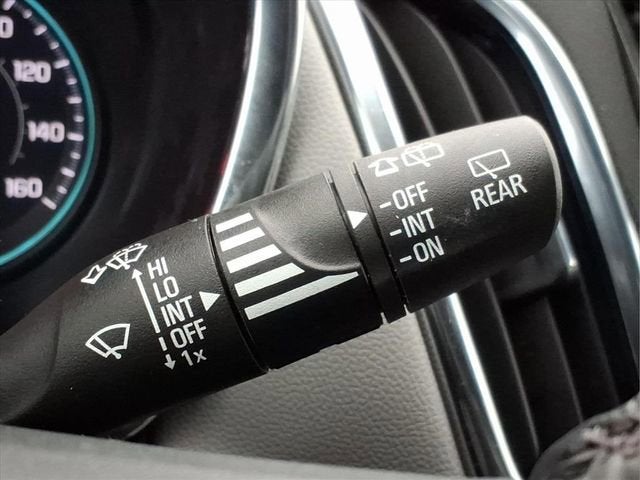 120
140
160
HI
LO
INT
OFF
1x
-OFF
-INT
-ON
REAR